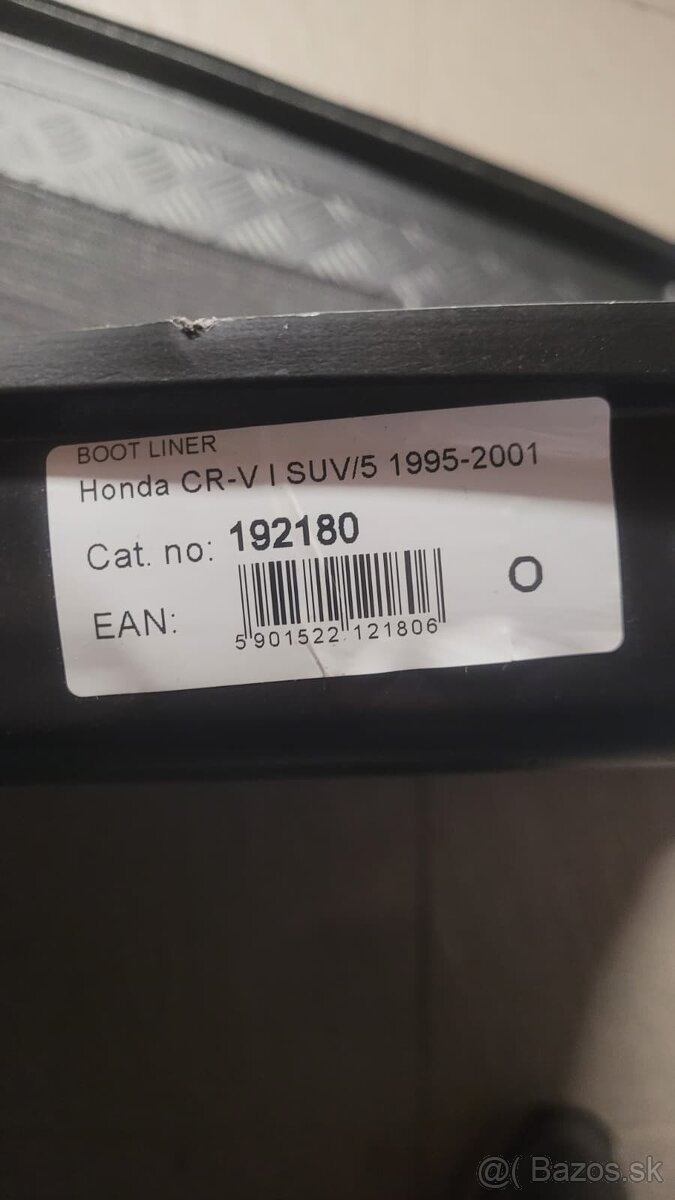 BOOT LINER
Honda CR-V I SUV/5 1995-2001
Cat. no: 192180
O
EAN:
5 901522 121806
@( Bazos.sk